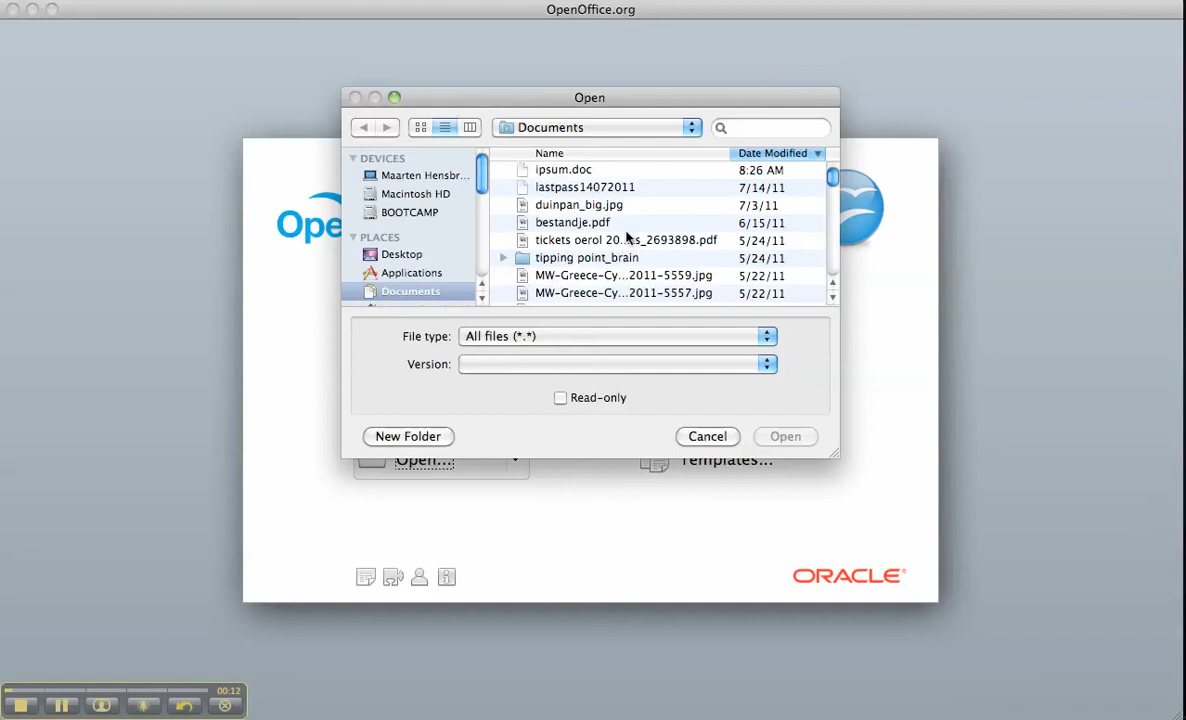 OpenOffice.org
Open
Documents
Name Date Modified
DEVICES
Maarten Hensbr...
Macintosh HD
BOOTCAMP
PLACES
Desktop
Applications
Documents
ipsum.doc 8:26 AM
lastpass14072011 7/14/11
duinpan_big.jpg 7/3/11
bestandje.pdf 6/15/11
tickets oerol 20...ts_2693898.pdf 5/24/11
tipping point_brain 5/24/11
MW-Greece-Cy...2011-5559.jpg 5/22/11
MW-Greece-Cy...2011-5557.jpg 5/22/11
File type: All files (*.*)
Version:
Read-only
New Folder Cancel Open
Ope
Open... Templates...
ORACLE®
00:12